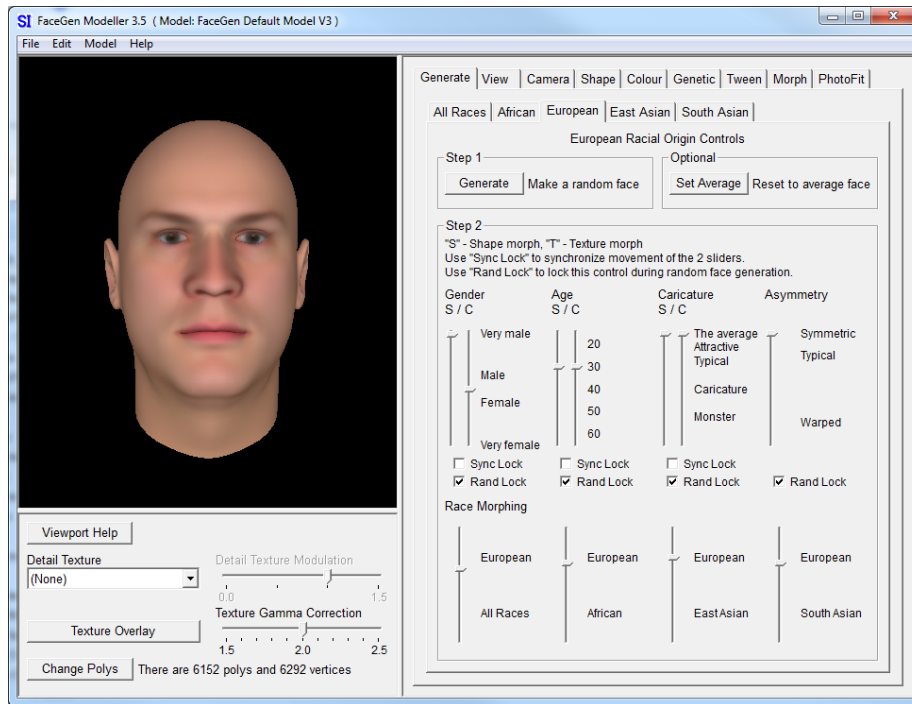 SI FaceGen Modeller 3.5 ( Model: FaceGen Default Model V3 )
File Edit Model Help
Generate View Camera Shape Colour Genetic Tween Morph PhotoFit
All Races African European East Asian South Asian
European Racial Origin Controls
Step 1 Optional
Generate Make a random face Set Average Reset to average face
Step 2
"S" - Shape morph, "T" - Texture morph
Use "Sync Lock" to synchronize movement of the 2 sliders.
Use "Rand Lock" to lock this control during random face generation.
Gender Age Caricature Asymmetry
S / C S / C S / C
Very male 20 The average Symmetric
Attractive
Male 30 Typical Typical
Female 40 Caricature
50 Monster Warped
Very female 60
Sync Lock Sync Lock Sync Lock
Rand Lock Rand Lock Rand Lock Rand Lock
Race Morphing
European European European European
All Races African East Asian South Asian
Viewport Help
Detail Texture Detail Texture Modulation
(None)
0.0 1.5
Texture Gamma Correction
Texture Overlay
1.5 2.0 2.5
Change Polys There are 6152 polys and 6292 vertices